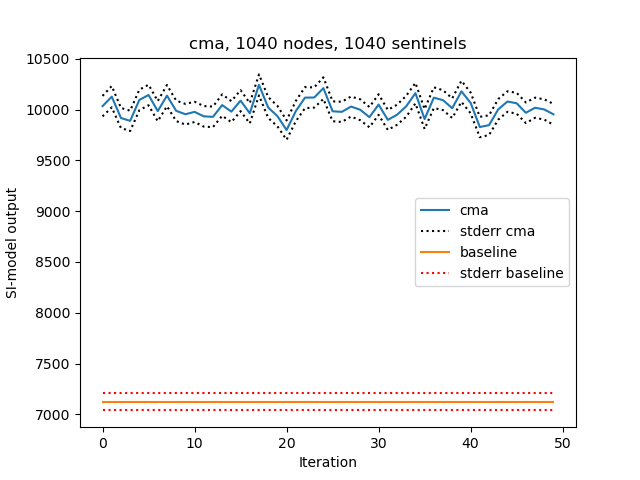 cma, 1040 nodes, 1040 sentinels
SI-model output
10500
10000
9500
9000
8500
8000
7500
7000
cma
stderr cma
baseline
stderr baseline
0
10
20
30
40
50
Iteration